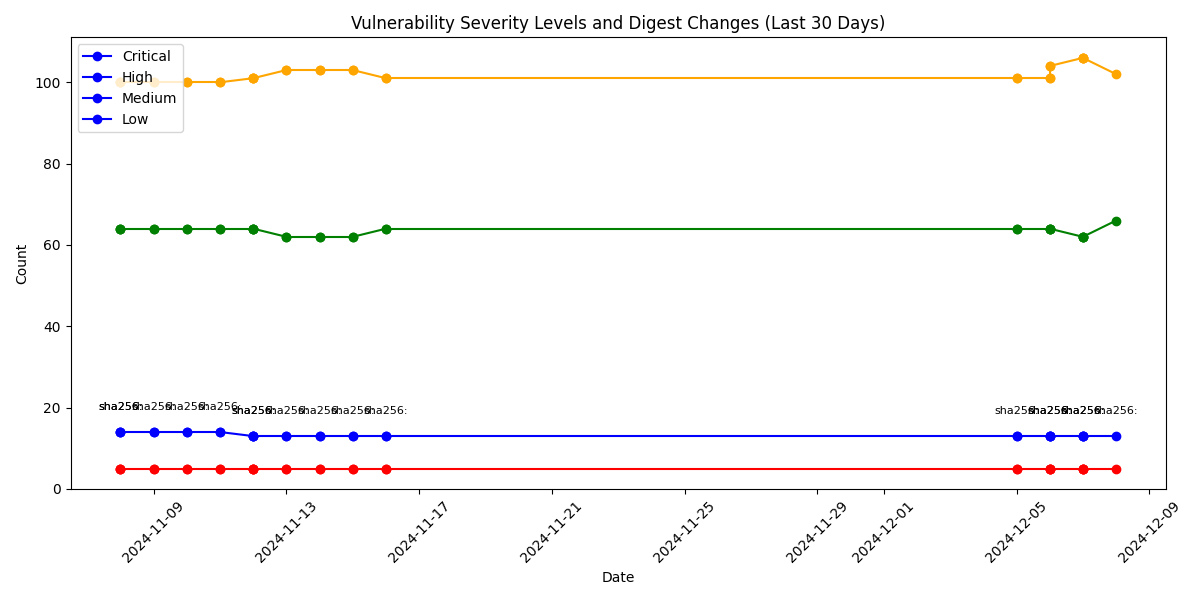 Vulnerability Severity Levels and Digest Changes (Last 30 Days)
Critical
High
Medium
Low
100
80
60
40
20
0
Count
sha256: sha256: sha256: sha256: sha256: sha256: sha256: sha256: sha256: sha256: sha256: sha256: sha256:
2024-11-09 2024-11-13 2024-11-17 2024-11-21 2024-11-25 2024-11-29 2024-12-01 2024-12-05 2024-12-09
Date